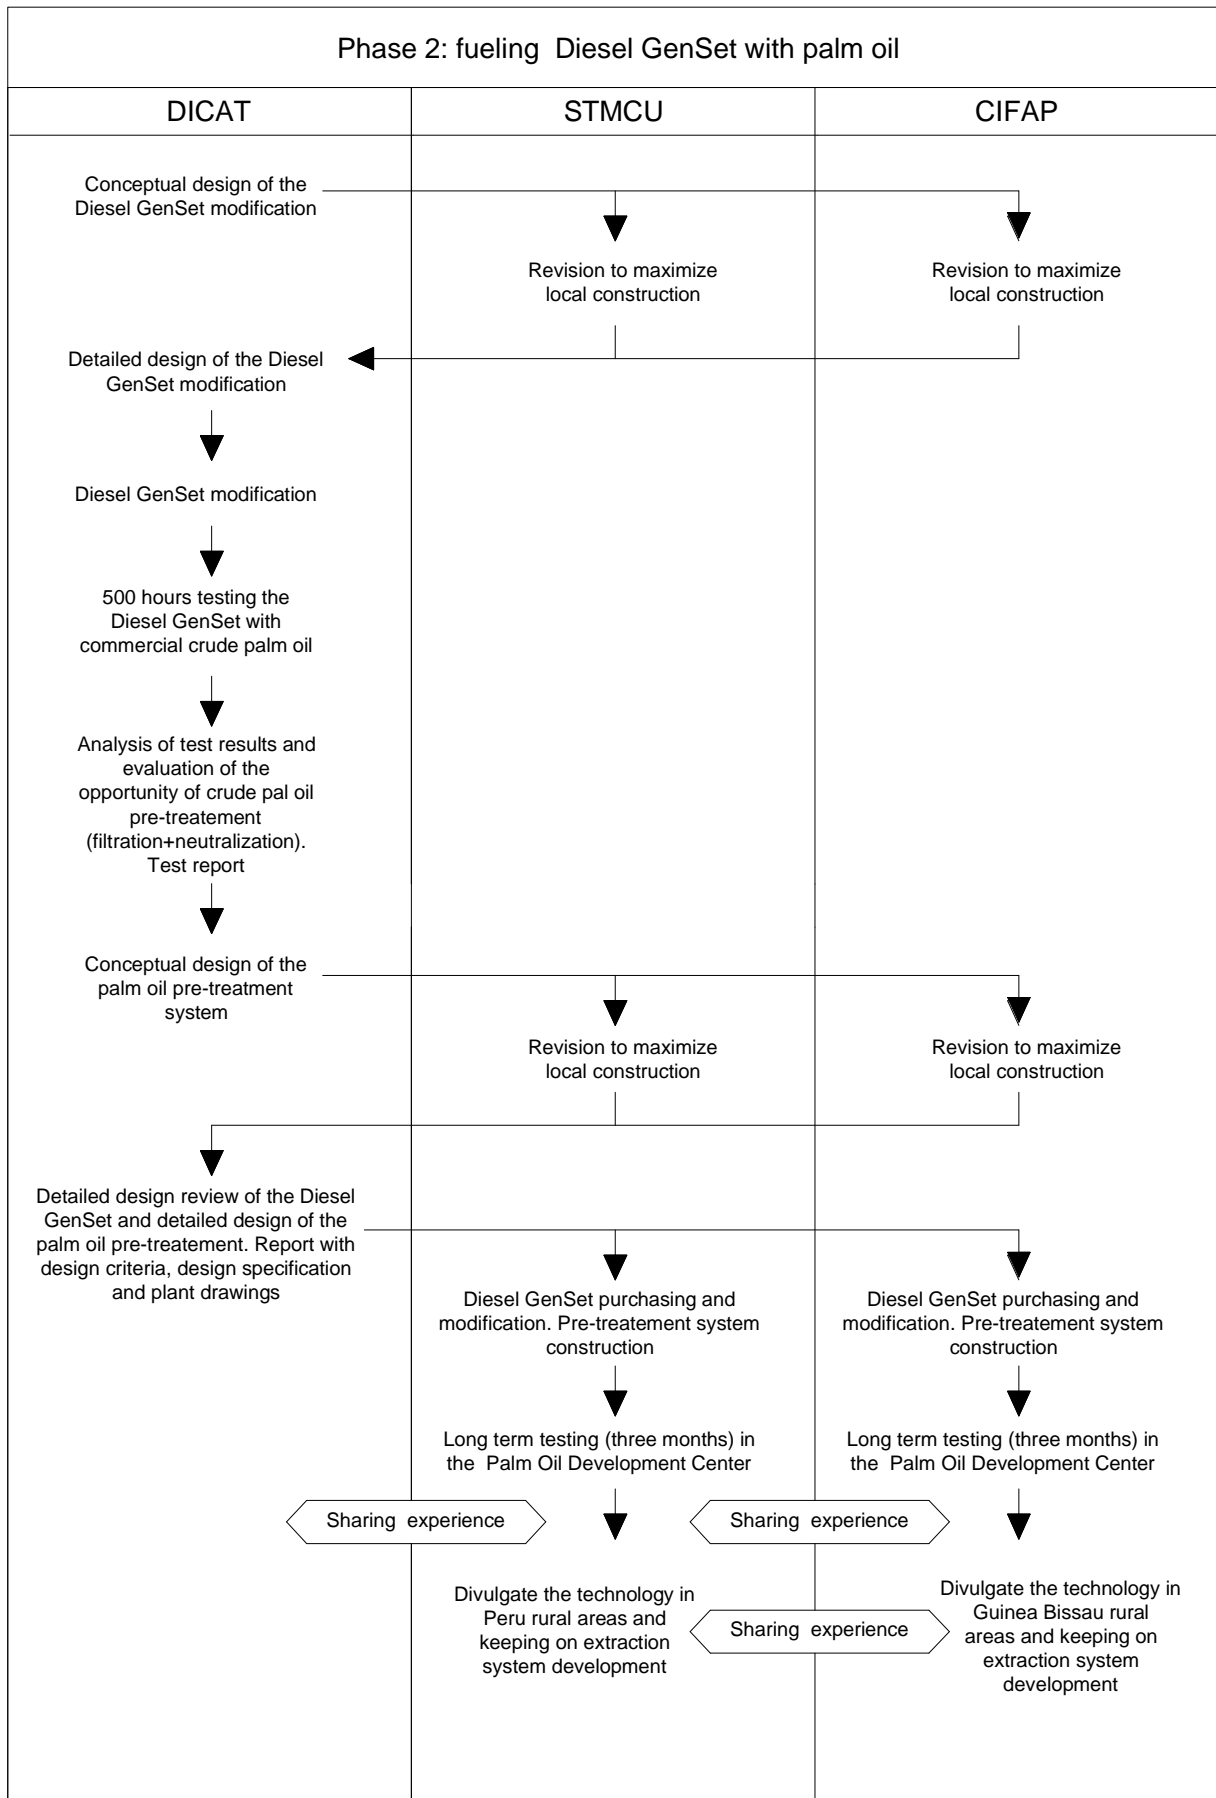 Phase 2: fueling Diesel GenSet with palm oil
DICAT
STMCU
CIFAP
Conceptual design of the
Diesel GenSet modification
Revision to maximize
local construction
Revision to maximize
local construction
Detailed design of the Diesel
GenSet modification
Diesel GenSet modification
500 hours testing the
Diesel GenSet with
commercial crude palm oil
Analysis of test results and
evaluation of the
opportunity of crude pal oil
pre-treatement
(filtration+neutralization).
Test report
Conceptual design of the
palm oil pre-treatment
system
Revision to maximize
local construction
Revision to maximize
local construction
Detailed design review of the Diesel
GenSet and detailed design of the
palm oil pre-treatement. Report with
design criteria, design specification
and plant drawings
Diesel GenSet purchasing and
modification. Pre-treatement system
construction
Diesel GenSet purchasing and
modification. Pre-treatement system
construction
Long term testing (three months) in
the Palm Oil Development Center
Long term testing (three months) in
the Palm Oil Development Center
Sharing experience
Sharing experience
Divulgate the technology in
Peru rural areas and
keeping on extraction
system development
Sharing experience
Divulgate the technology in
Guinea Bissau rural
areas and keeping on
extraction system
development